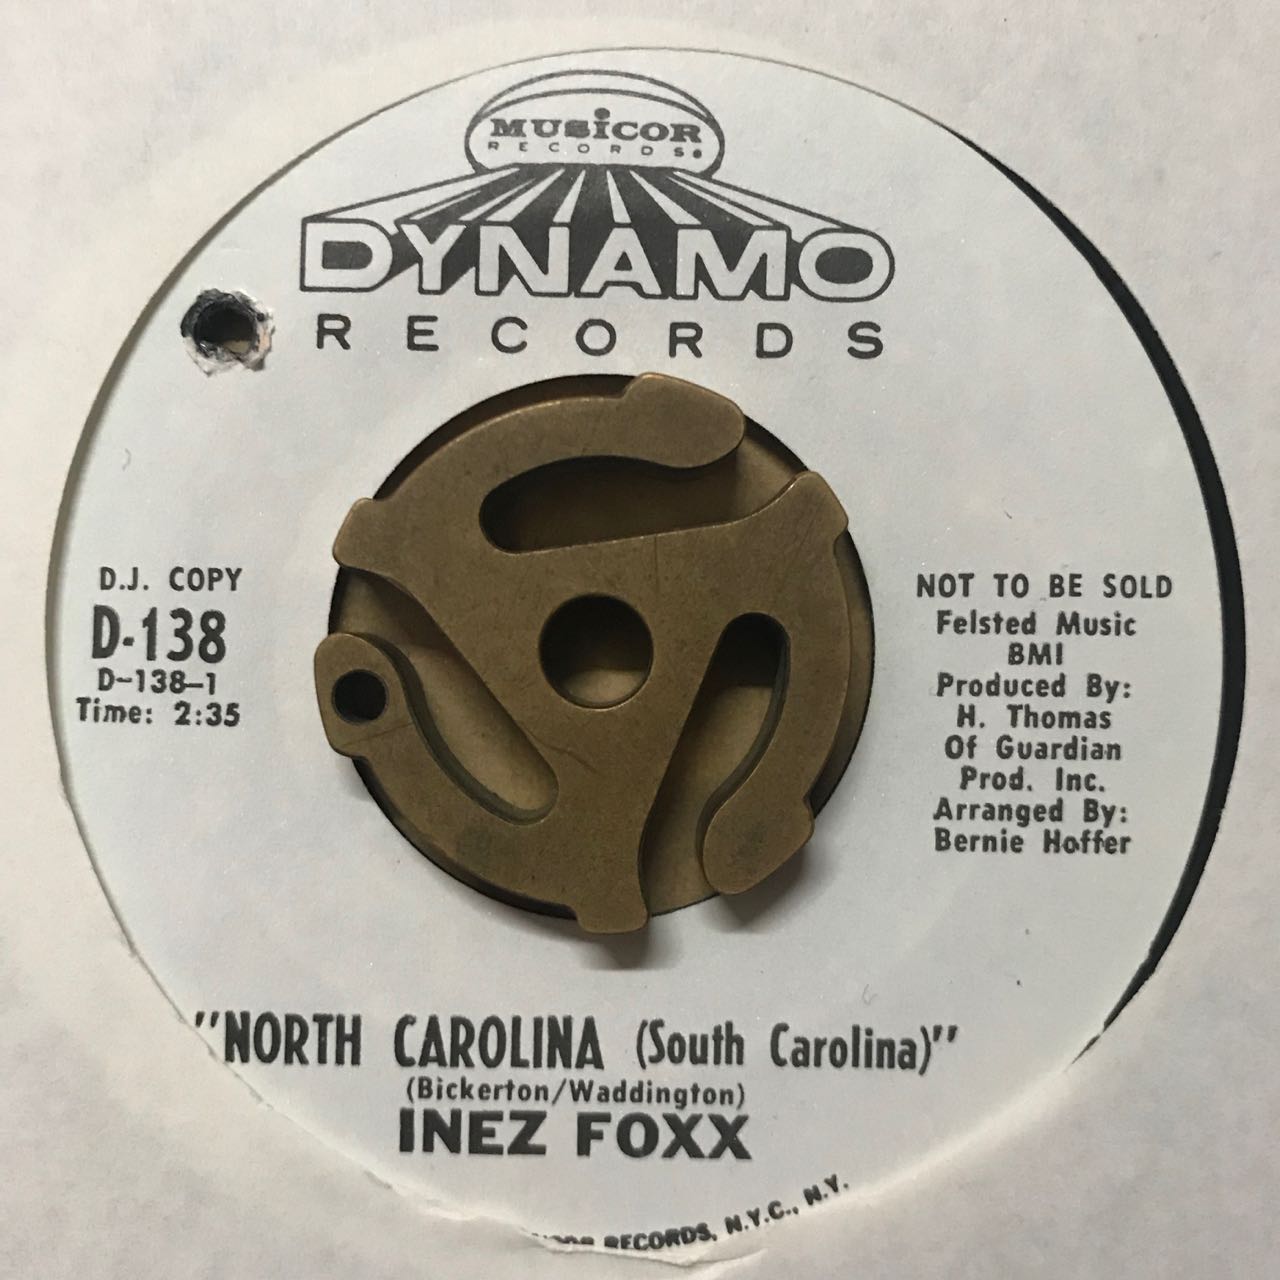 MUSiCOR
RECORDS
DYNAMO
RECORDS
D.J. COPY
D-138
D-138-1
Time: 2:35
NOT TO BE SOLD
Felsted Music
BMI
Produced By:
H. Thomas
Of Guardian
Prod. Inc.
Arranged By:
Bernie Hoffer
"NORTH CAROLINA (South Carolina)"
(Bickerton/Waddington)
INEZ FOXX
RECORDS, N.Y.C., N.Y.